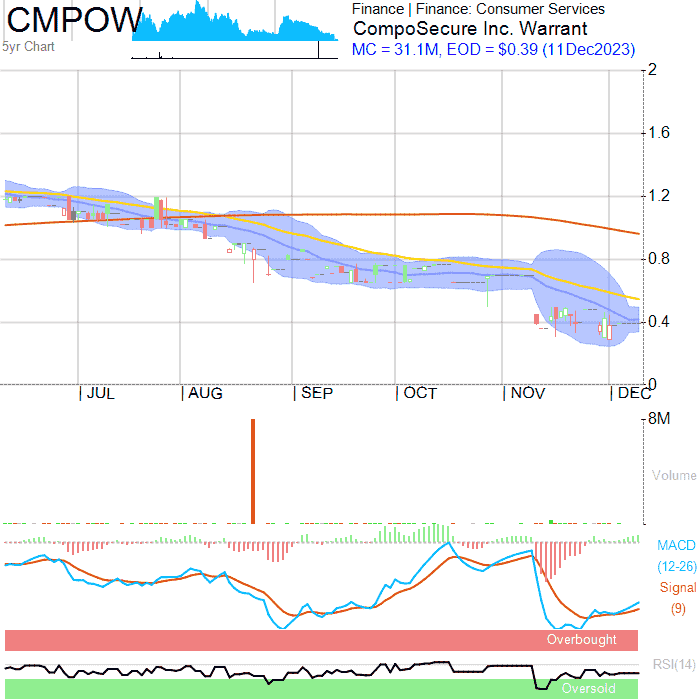 CMPOW
5yr Chart
Finance | Finance: Consumer Services
CompoSecure Inc. Warrant
MC = 31.1M, EOD = $0.39 (11Dec2023)
2
1.6
1.2
0.8
0.4
0
JUL
AUG
SEP
OCT
NOV
DEC
8M
Volume
MACD
(12-26)
Signal
(9)
Overbought
RSI(14)
Oversold